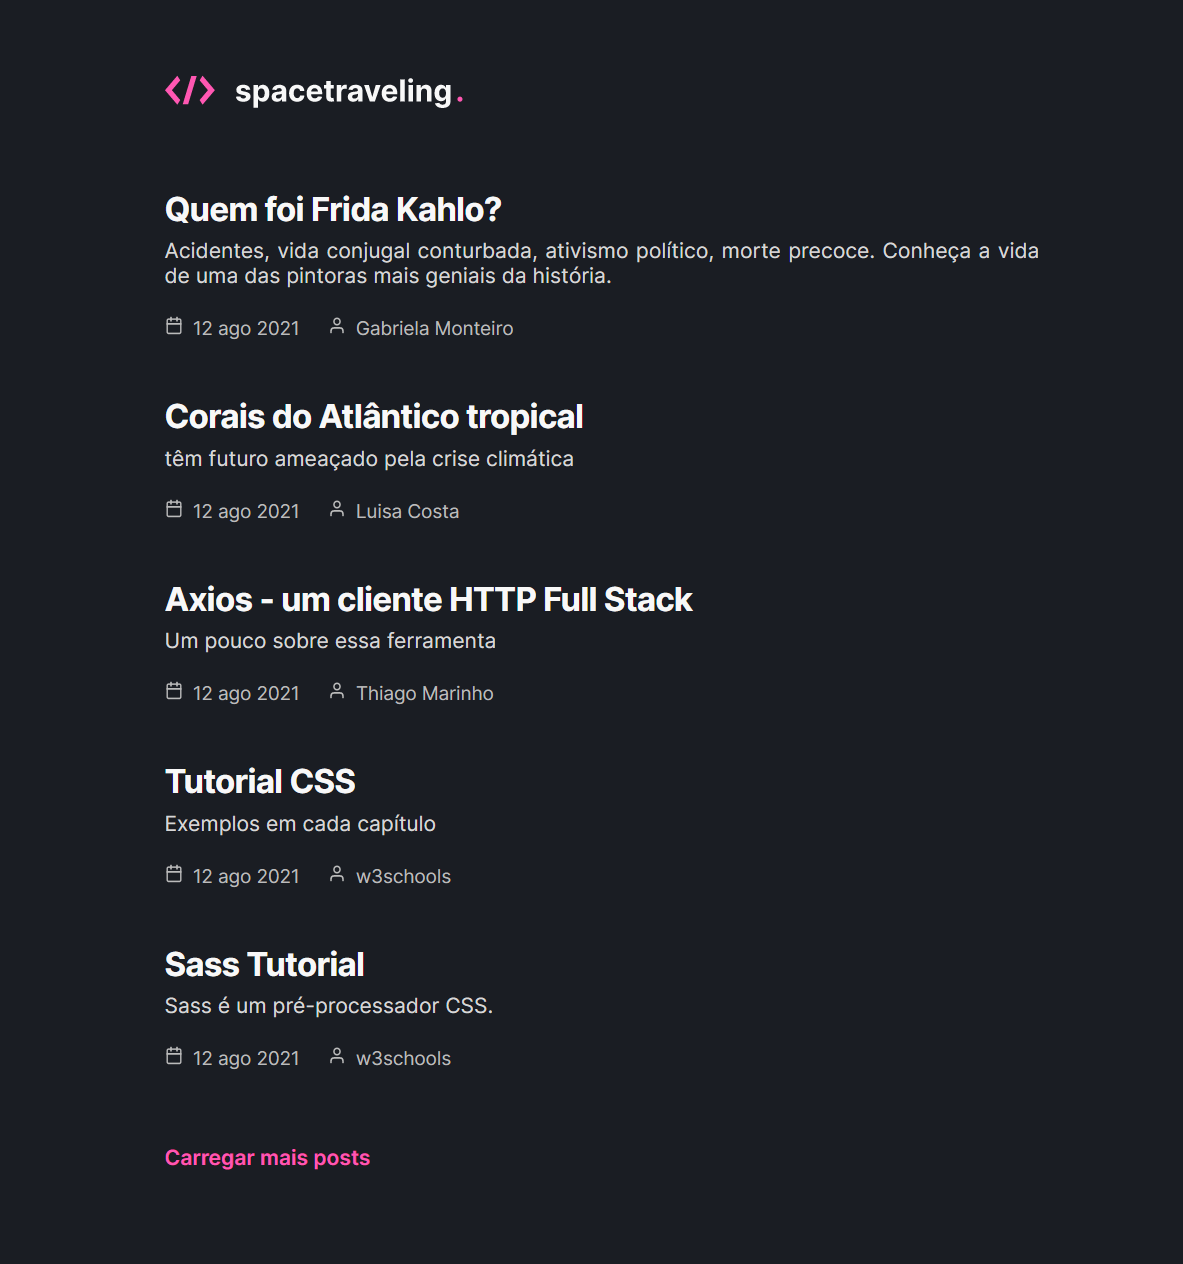 </> spacetraveling.
Quem foi Frida Kahlo?
Acidentes, vida conjugal conturbada, ativismo político, morte precoce. Conheça a vida
de uma das pintoras mais geniais da história.
12 ago 2021 Gabriela Monteiro
Corais do Atlântico tropical
têm futuro ameaçado pela crise climática
12 ago 2021 Luisa Costa
Axios - um cliente HTTP Full Stack
Um pouco sobre essa ferramenta
12 ago 2021 Thiago Marinho
Tutorial CSS
Exemplos em cada capítulo
12 ago 2021 w3schools
Sass Tutorial
Sass é um pré-processador CSS.
12 ago 2021 w3schools
Carregar mais posts